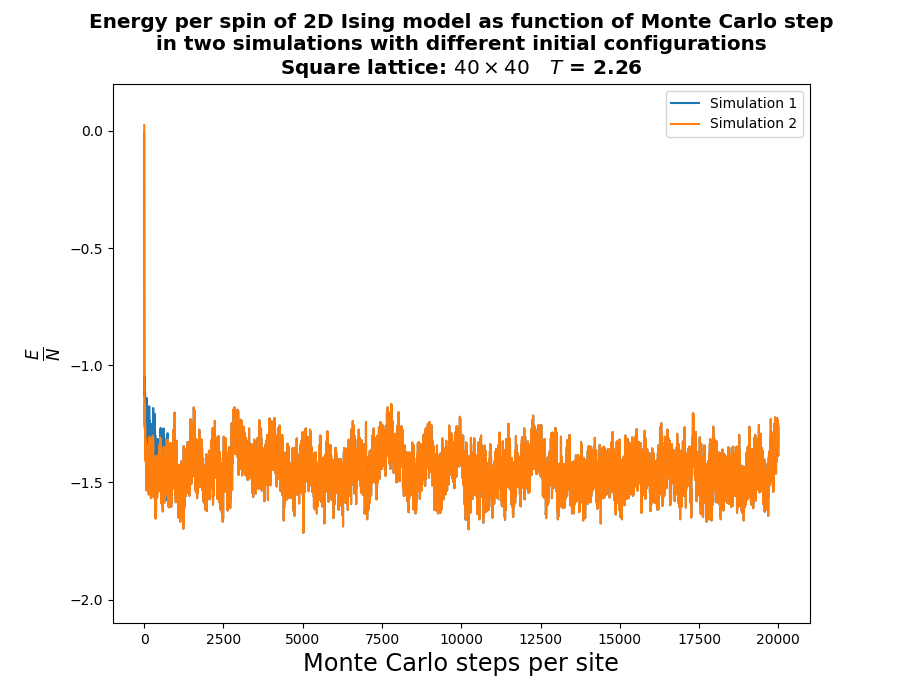 Energy per spin of 2D Ising model as function of Monte Carlo step
in two simulations with different initial configurations
Square lattice: 40 × 40 T = 2.26
Simulation 1
Simulation 2
0.0
−0.5
−1.0
−1.5
−2.0
E
N
0 2500 5000 7500 10000 12500 15000 17500 20000
Monte Carlo steps per site